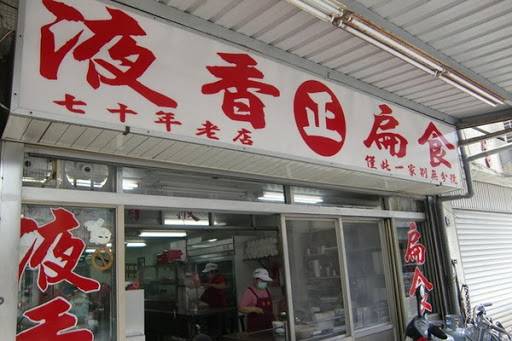 液香正扁食
七十年老店
僅此一家別無分號
液香
扁食